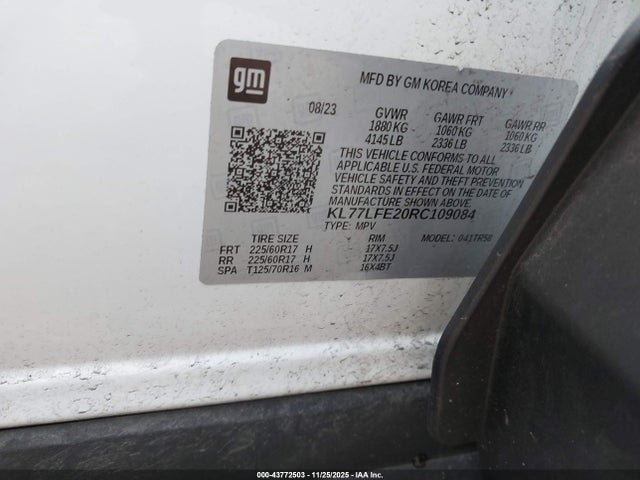 gm
MFD BY GM KOREA COMPANY
08/23 GVWR GAWR FRT GAWR RR
1880 KG 1060 KG 1060 KG
4145 LB 2336 LB 2336 LB
THIS VEHICLE CONFORMS TO ALL
APPLICABLE U.S. FEDERAL MOTOR
VEHICLE SAFETY AND THEFT PREVENTION
STANDARDS IN EFFECT ON THE DATE OF
MANUFACTURE SHOWN ABOVE.
KL77LFE20RC109084
TYPE: MPV MODEL: 041TR58
TIRE SIZE RIM
FRT 225/60R17 H 17X7.5J
RR 225/60R17 H 17X7.5J
SPA T125/70R16 M 16X4BT
000-43772503 - 11/25/2025 - IAAI.com